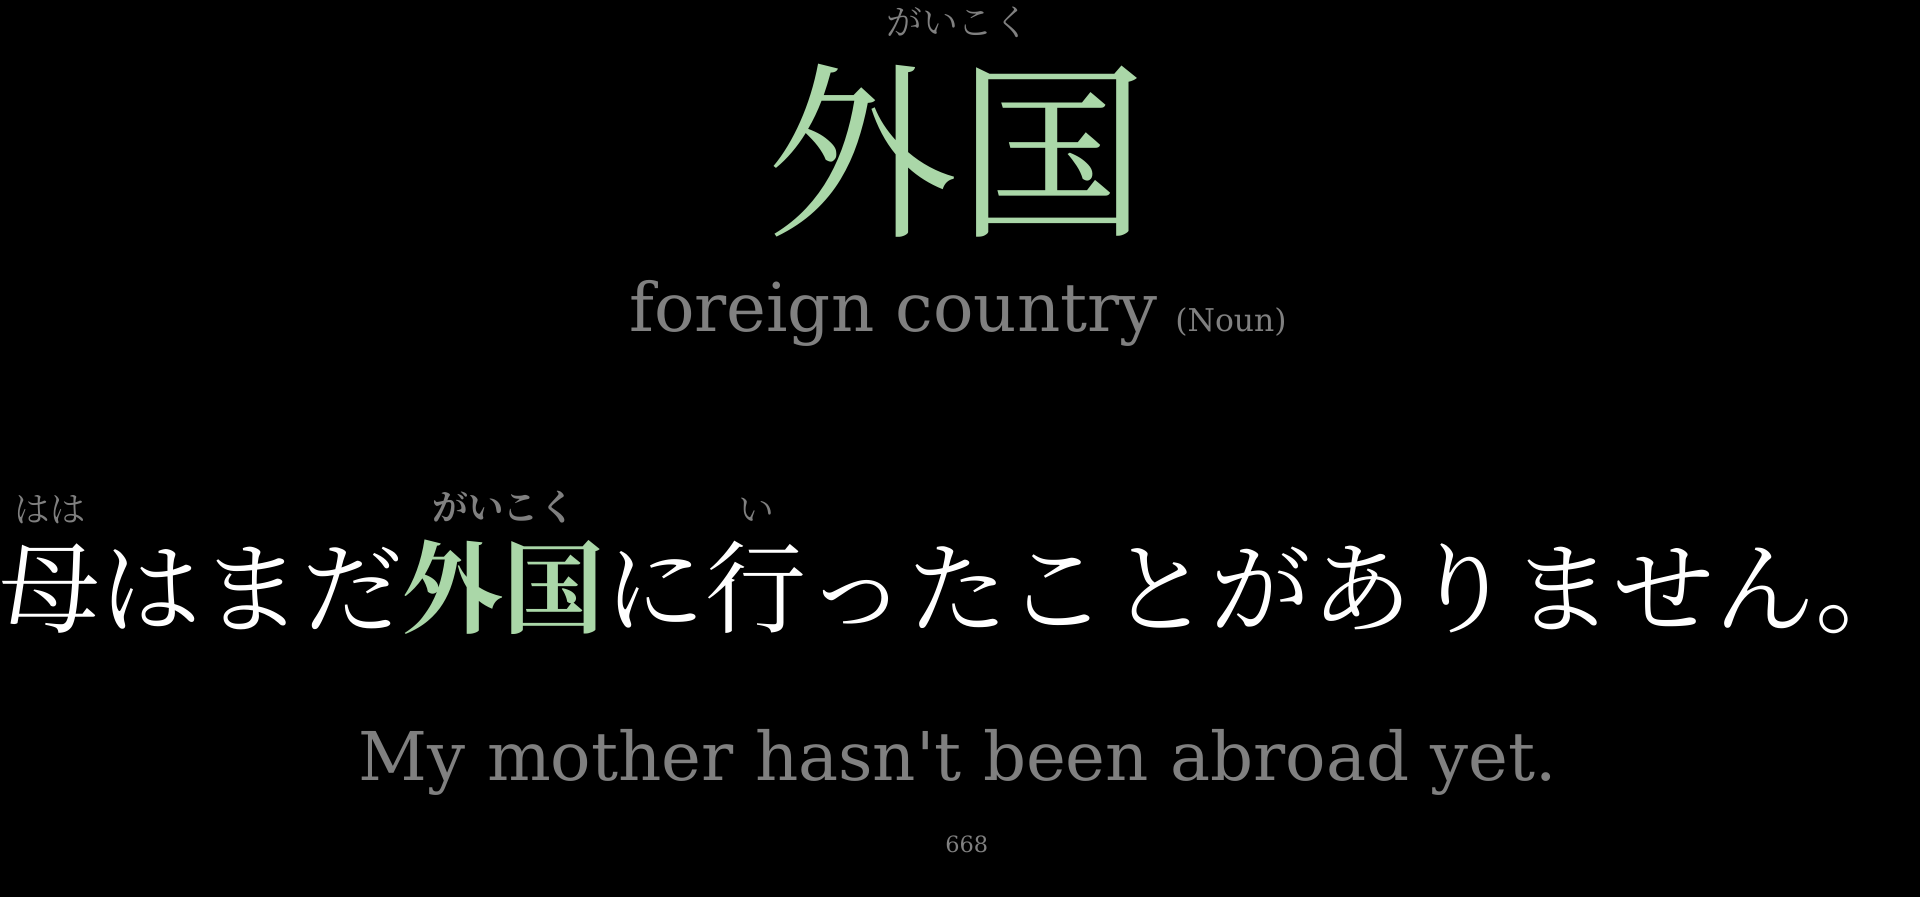 がいこく
外国
foreign country (Noun)
はは がいこく い
母はまだ外国に行ったことがありません。
My mother hasn't been abroad yet.
668